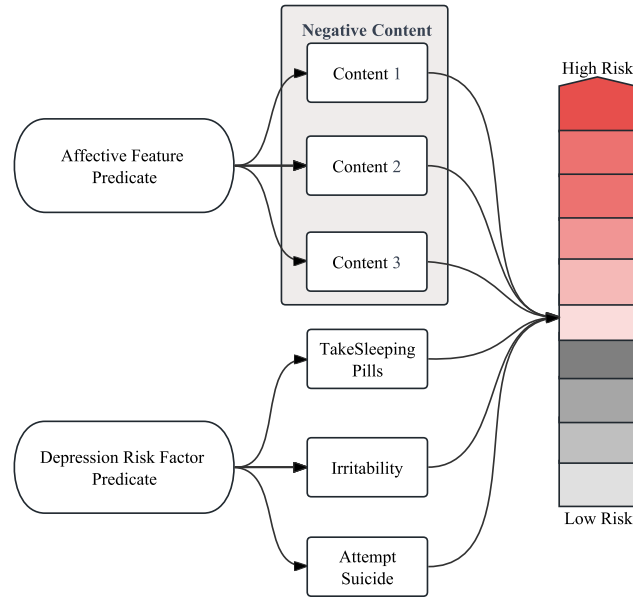 Negative Content
High Risk
Content 1
Affective Feature
Predicate
Content 2
Content 3
TakeSleeping
Pills
Depression Risk Factor
Predicate
Irritability
Low Risk
Attempt
Suicide